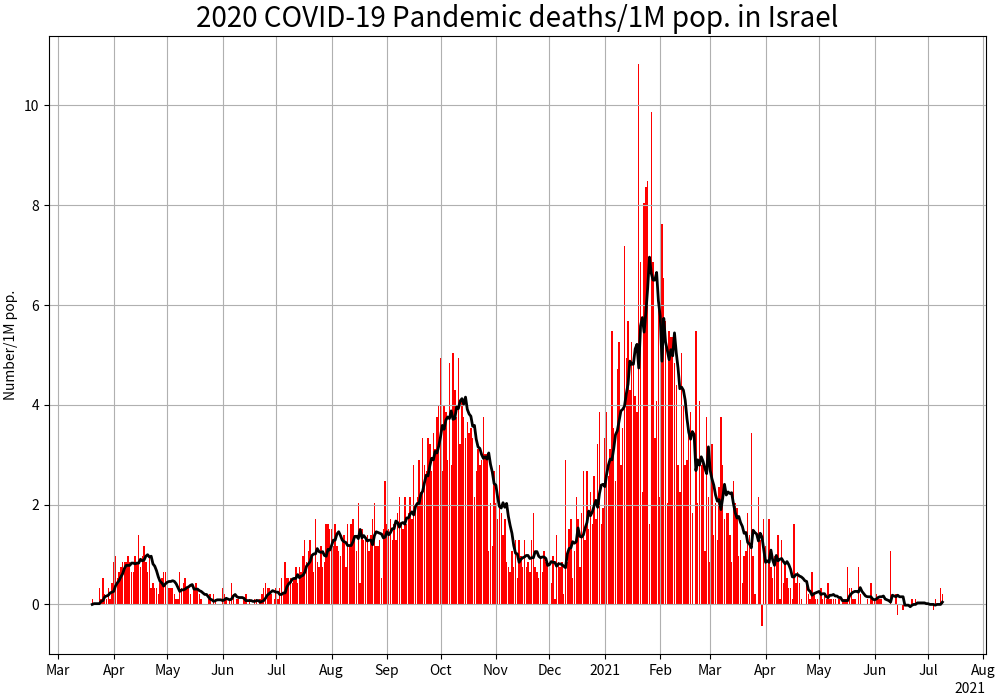 2020 COVID-19 Pandemic deaths/1M pop. in Israel
Number/1M pop.
10
8
6
4
2
0
Mar Apr May Jun Jul Aug Sep Oct Nov Dec 2021 Feb Mar Apr May Jun Jul Aug
2021